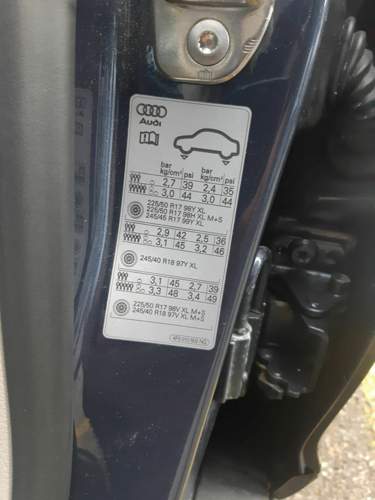 Audi
bar psi bar psi
kg/cm² kg/cm²
2,7 39 2,4 35
3,0 44 3,0 44
225/50 R17 98Y XL
225/50 R17 98H XL M+S
245/45 R17 99Y XL
2,9 42 2,5 36
3,1 45 3,2 46
245/40 R18 97Y XL
3,1 45 2,7 39
3,3 48 3,4 49
225/50 R17 98V XL M+S
245/40 R18 97V XL M+S